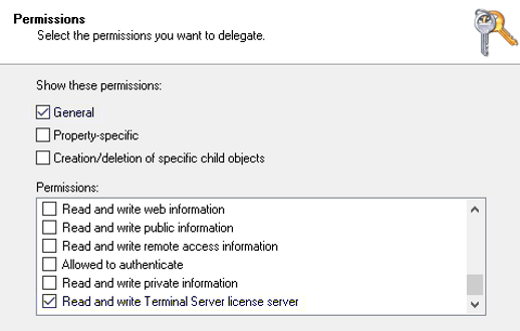 Permissions
Select the permissions you want to delegate.
Show these permissions:
General
Property-specific
Creation/deletion of specific child objects
Permissions:
Read and write web information
Read and write public information
Read and write remote access information
Allowed to authenticate
Read and write private information
Read and write Terminal Server license server